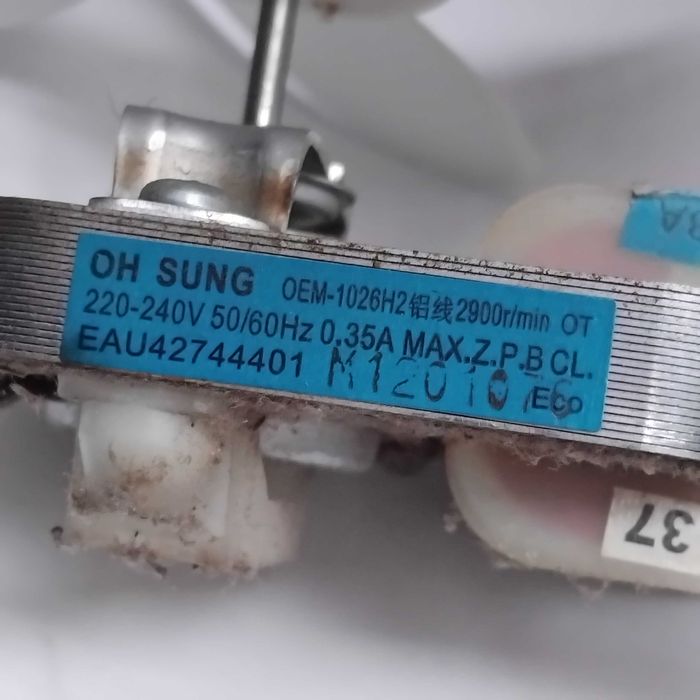 OH SUNG OEM-1026H2铝线2900r/min OT
220-240V 50/60Hz 0.35A MAX.Z.P.B CL.
EAU42744401 Eco
37